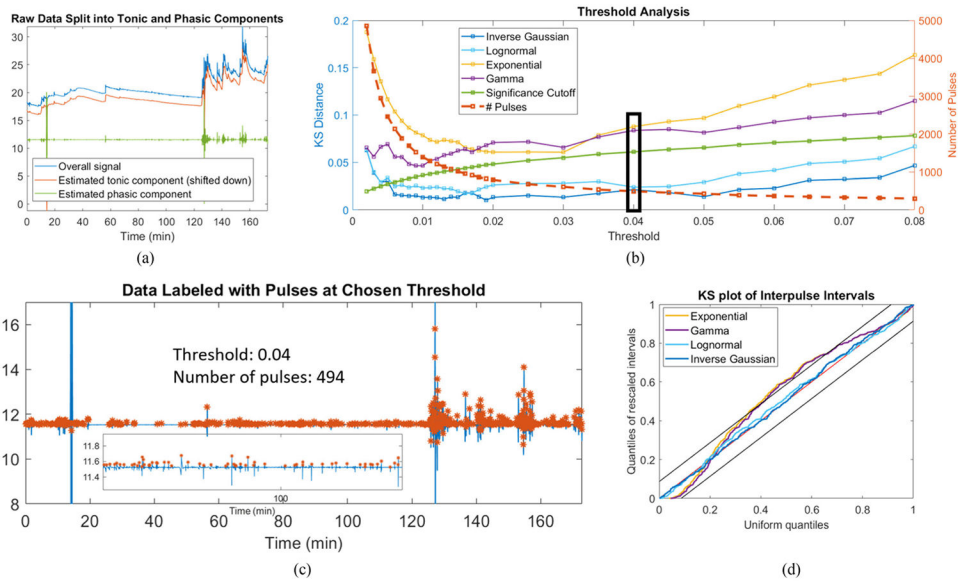 Raw Data Split into Tonic and Phasic Components
30
25
20
15
10
5
0
Overall signal
Estimated tonic component (shifted down)
Estimated phasic component
0
50
100
150
Time (min)
(a)
Threshold Analysis
0.2
0.15
0.1
0.05
0
KS Distance
Inverse Gaussian
Lognormal
Exponential
Gamma
Significance Cutoff
# Pulses
5000
4000
3000
2000
1000
0
Number of Pulses
0
0.01
0.02
0.03
0.04
0.05
0.06
0.07
0.08
Threshold
(b)
Data Labeled with Pulses at Chosen Threshold
16
14
12
10
8
Threshold: 0.04
Number of pulses: 494
11.8
11.6
11.4
100
Time (min)
0
20
40
60
80
100
120
140
160
Time (min)
(c)
KS plot of Interpulse Intervals
1
0.8
0.6
0.4
0.2
0
Quantiles of rescaled intervals
Exponential
Gamma
Lognormal
Inverse Gaussian
0
0.2
0.4
0.6
0.8
1
Uniform quantiles
(d)